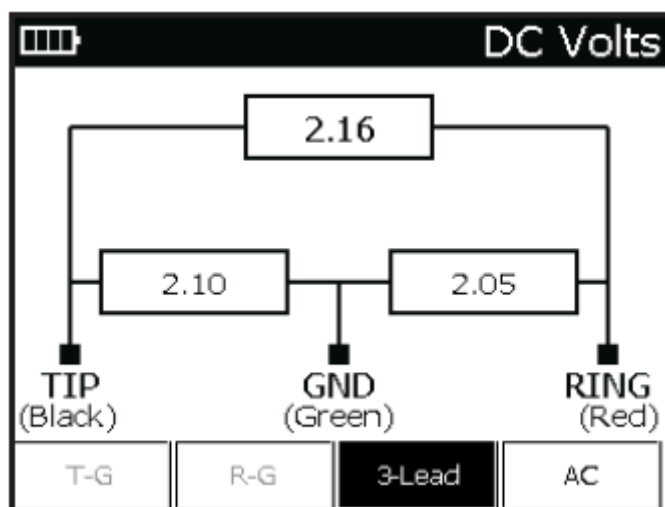 DC Volts
2.16
2.10 2.05
TIP GND RING
(Black) (Green) (Red)
T-G R-G 3-Lead AC